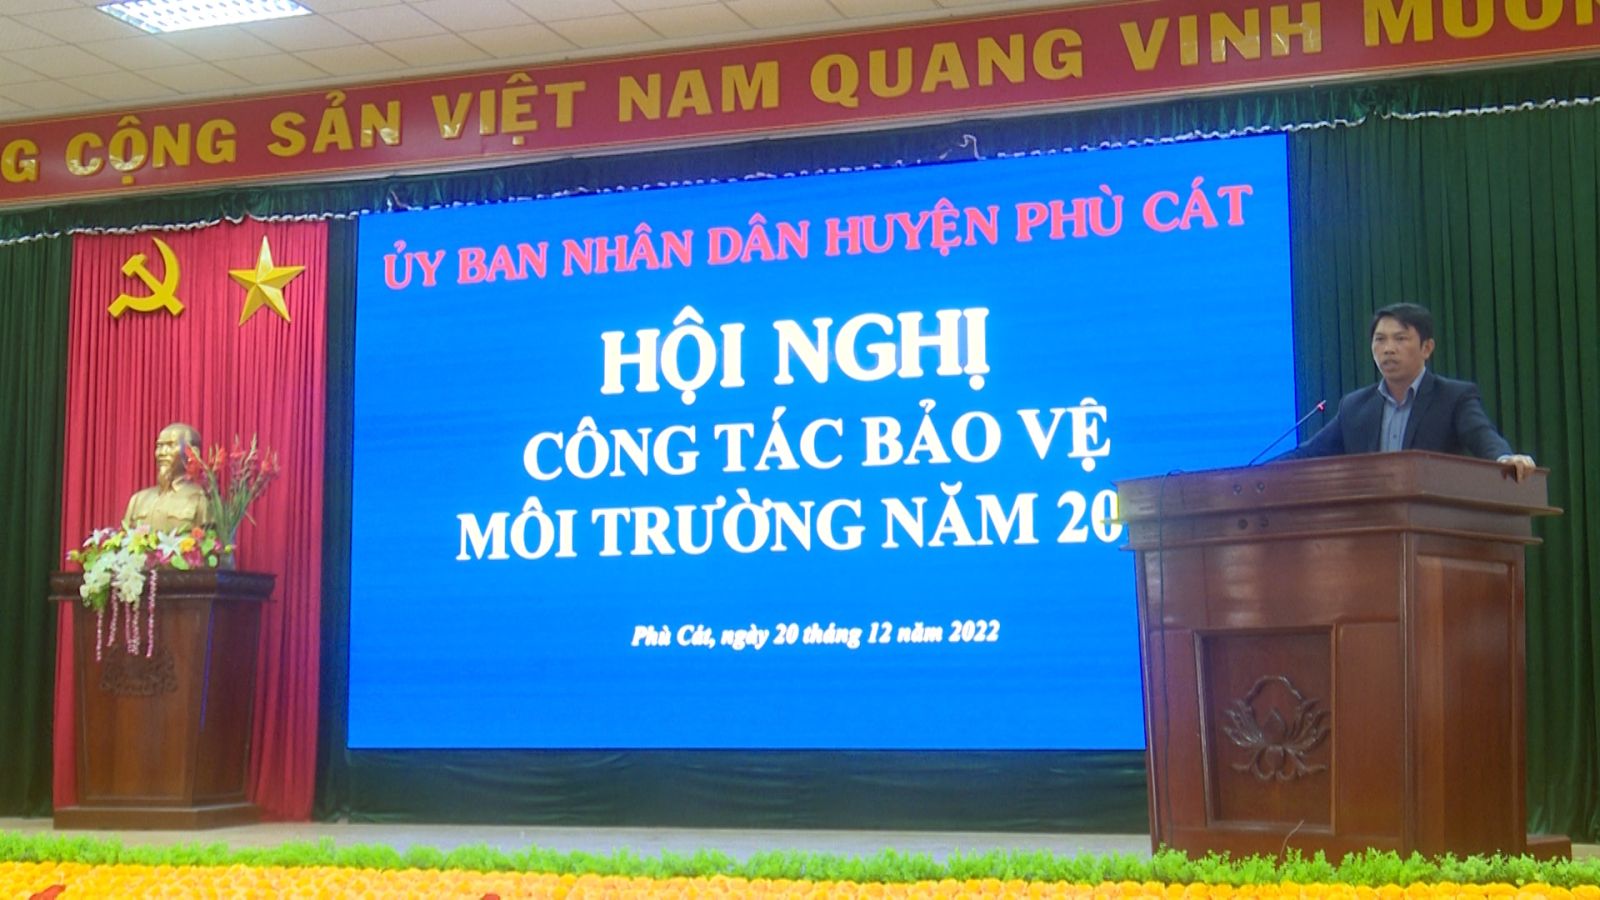 CỘNG SẢN VIỆT NAM QUANG VINH
ỦY BAN NHÂN DÂN HUYỆN PHÙ CÁT
HỘI NGHỊ
CÔNG TÁC BẢO VỆ
MÔI TRƯỜNG NĂM 20
Phù Cát, ngày 20 tháng 12 năm 2022